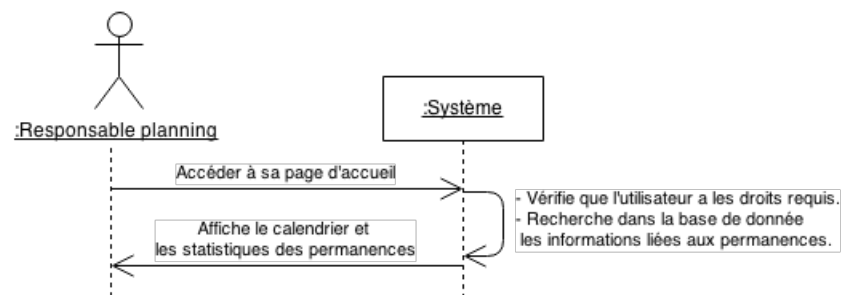 :Responsable planning
:Système
Accéder à sa page d'accueil
- Vérifie que l'utilisateur a les droits requis.
- Recherche dans la base de donnée
les informations liées aux permanences.
Affiche le calendrier et
les statistiques des permanences